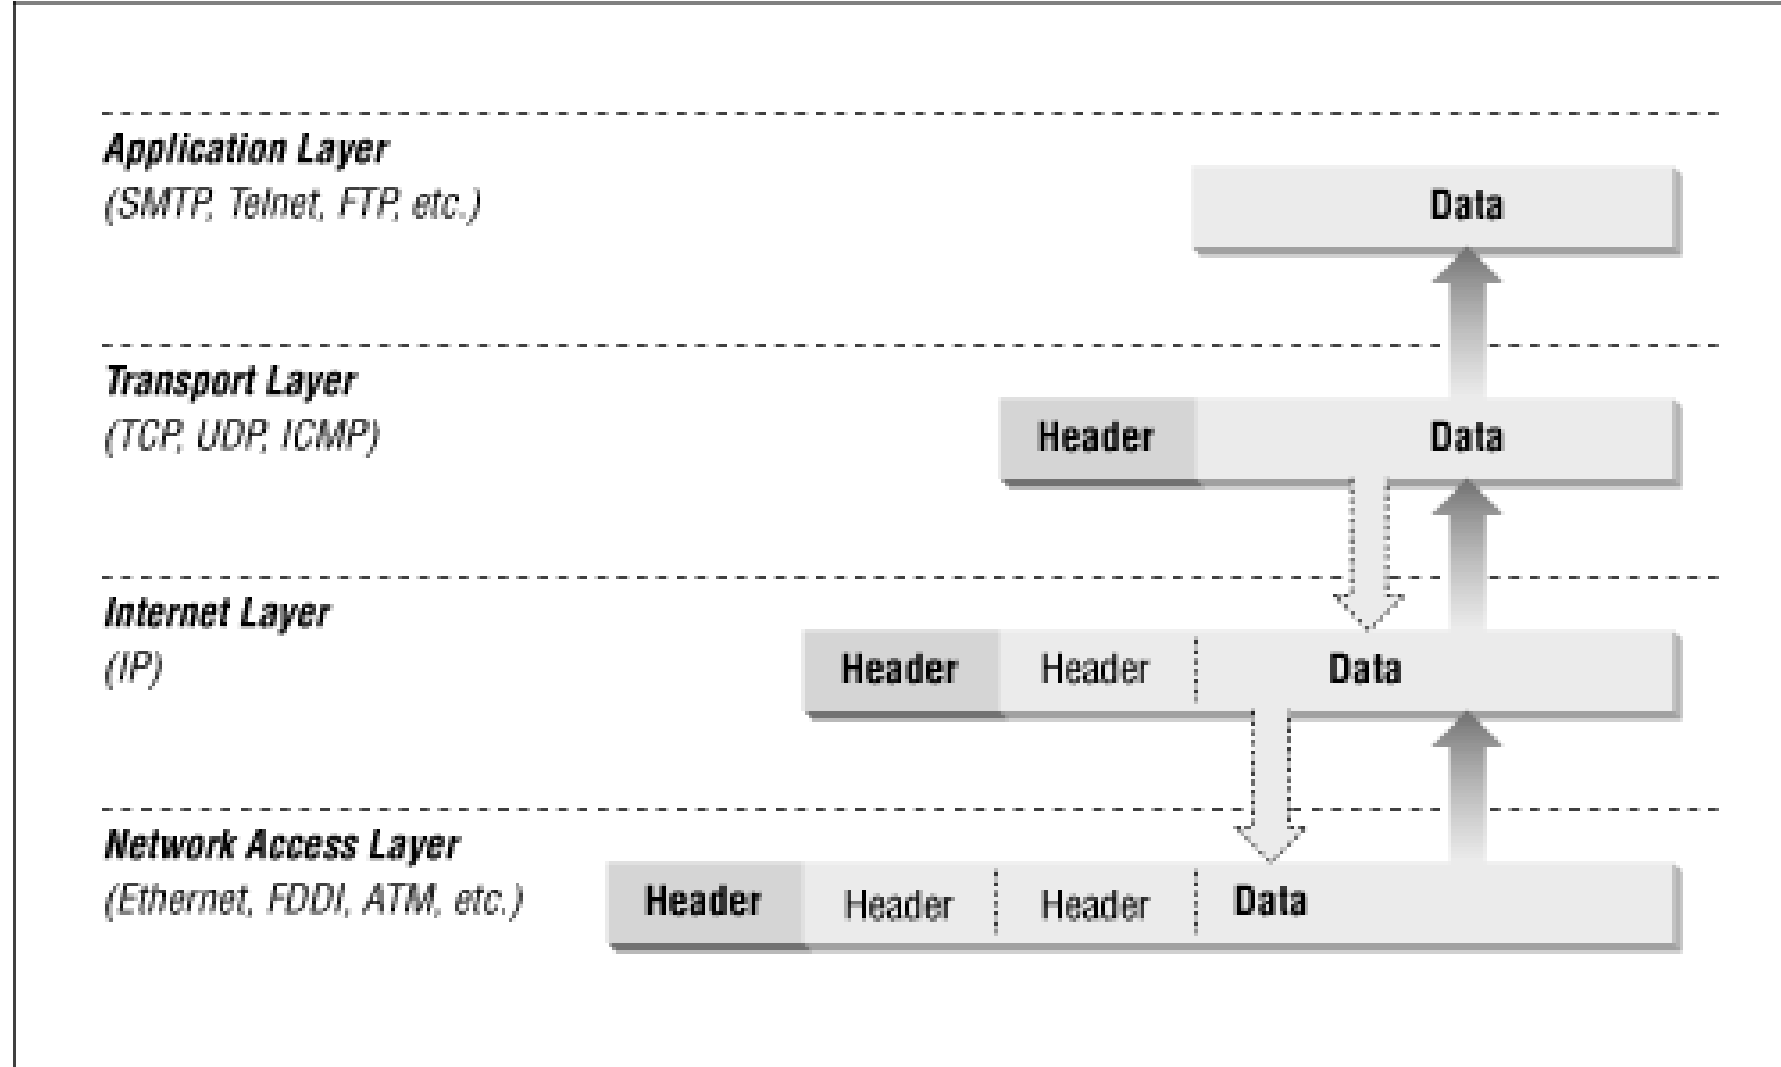 Application Layer
(SMTP, Telnet, FTP, etc.)
Data
Transport Layer
(TCP, UDP, ICMP)
Header Data
Internet Layer
(IP)
Header Header Data
Network Access Layer
(Ethernet, FDDI, ATM, etc.)
Header Header Header Data